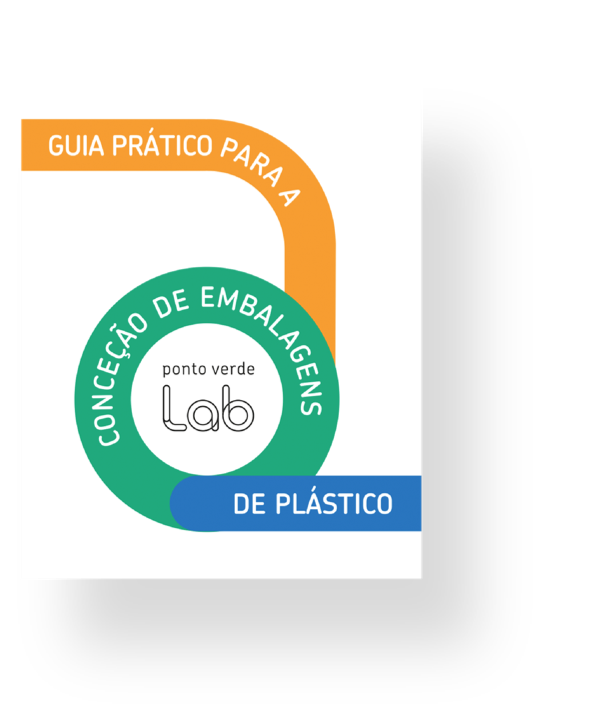 GUIA PRÁTICO PARA A
CONCEÇÃO DE EMBALAGENS
ponto verde
Lab
DE PLÁSTICO